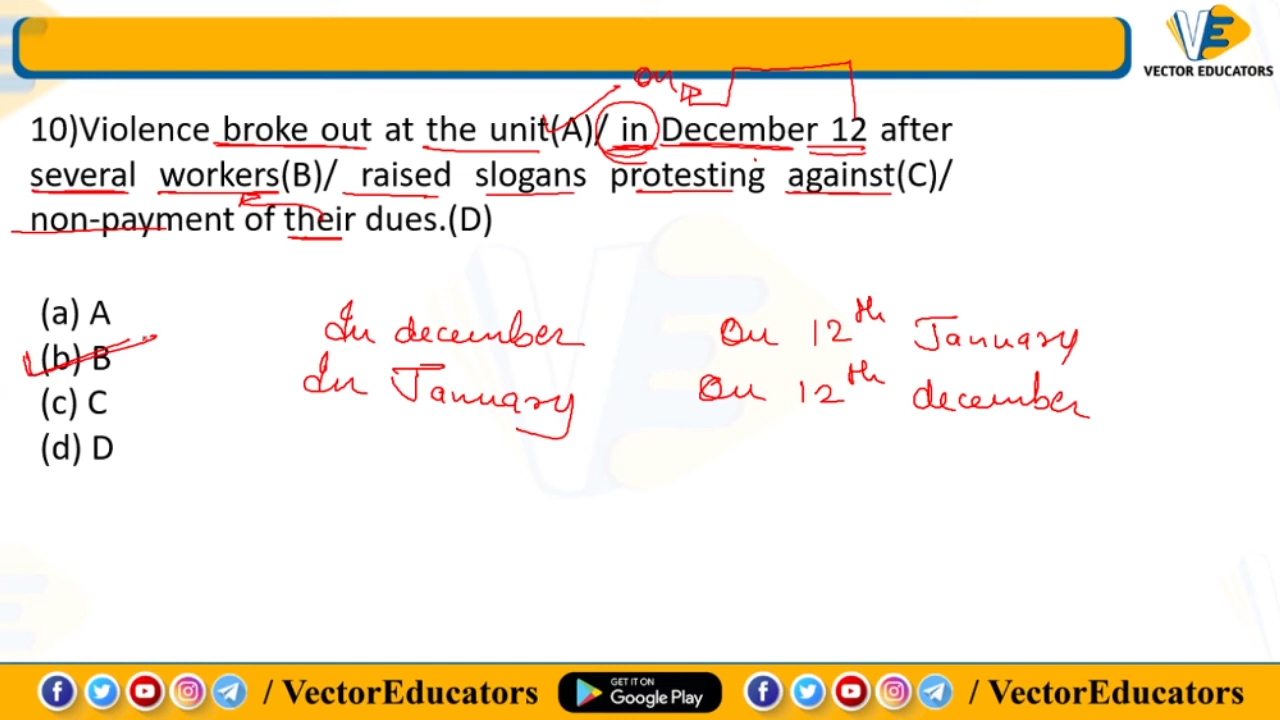 VE
VECTOR EDUCATORS
on
10)Violence broke out at the unit(A)/ in December 12 after
several workers(B)/ raised slogans protesting against(C)/
non-payment of their dues.(D)
(a) A
(b) B
(c) C
(d) D
In december
In January
On 12th January
On 12th december
/ VectorEducators
GET IT ON
Google Play
/ VectorEducators